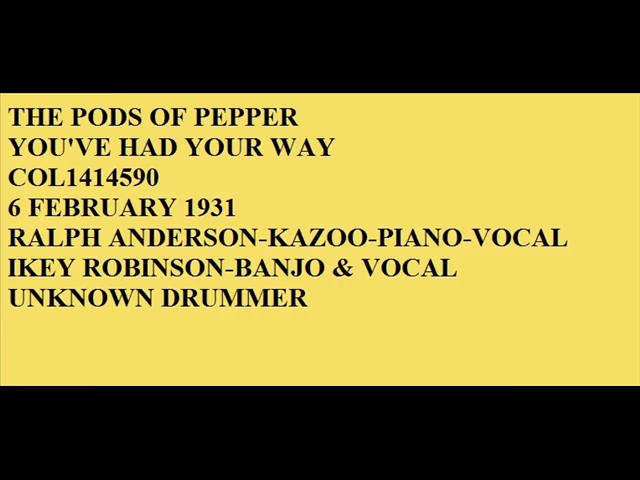 THE PODS OF PEPPER
YOU'VE HAD YOUR WAY
COL1414590
6 FEBRUARY 1931
RALPH ANDERSON-KAZOO-PIANO-VOCAL
IKEY ROBINSON-BANJO & VOCAL
UNKNOWN DRUMMER